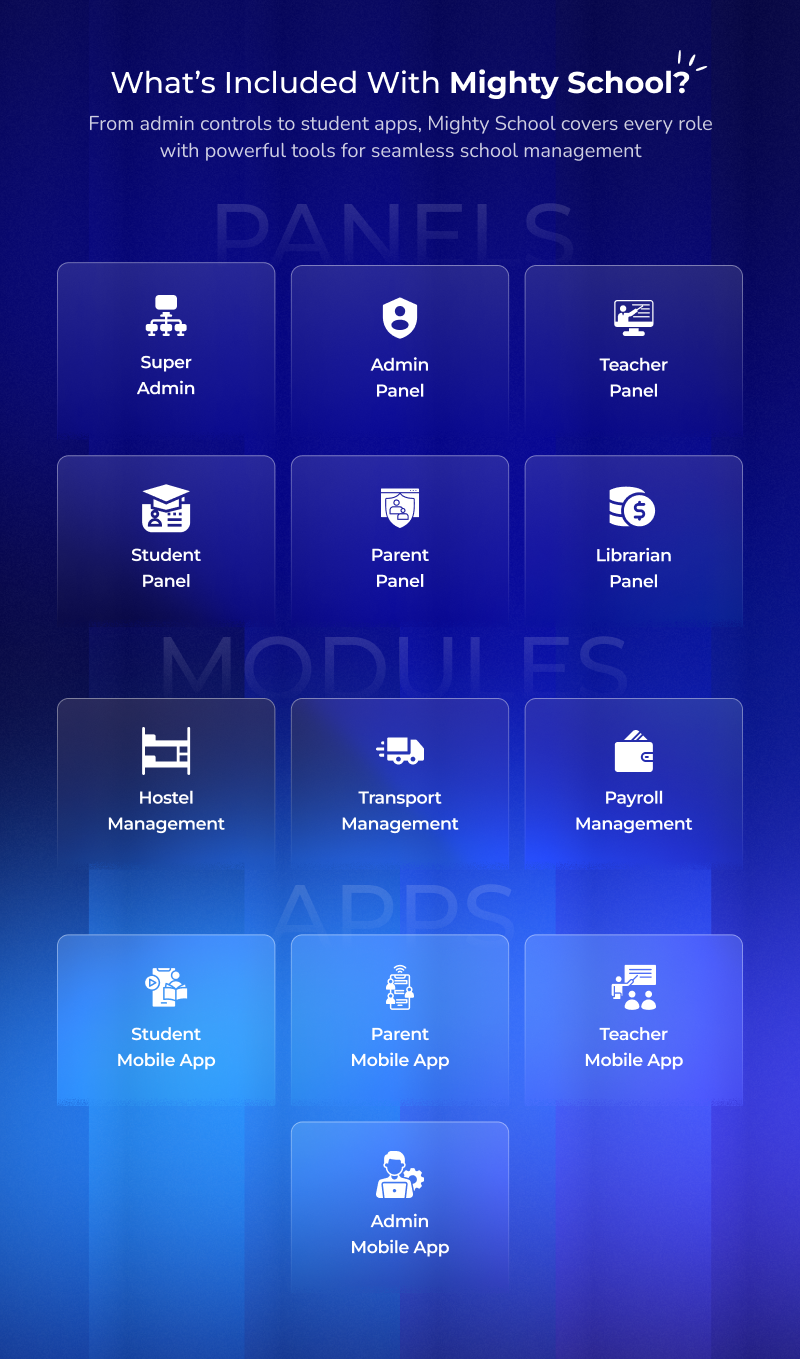 What's Included With Mighty School?
From admin controls to student apps, Mighty School covers every role
with powerful tools for seamless school management
PANELS
Super
Admin
Admin
Panel
Teacher
Panel
Student
Panel
Parent
Panel
Librarian
Panel
MODULES
Hostel
Management
Transport
Management
Payroll
Management
APPS
Student
Mobile App
Parent
Mobile App
Teacher
Mobile App
Admin
Mobile App